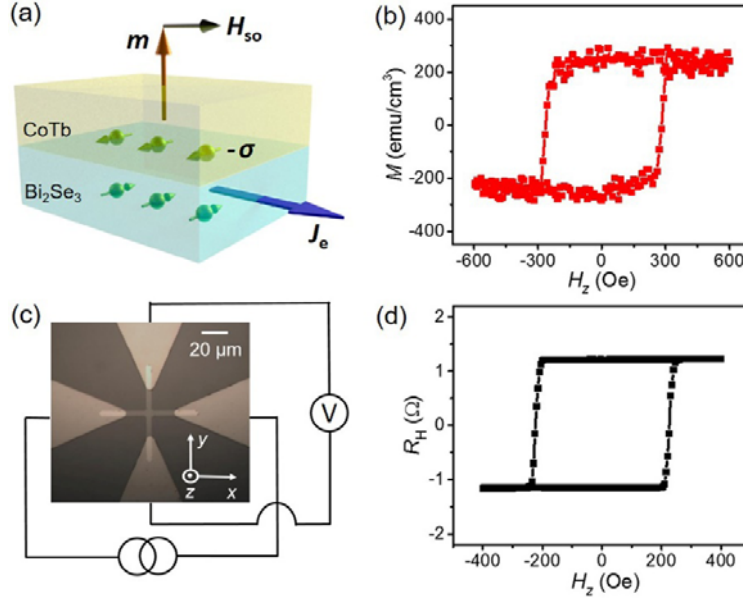 (a)
m
H
so
CoTb
-σ
Bi2Se3
Je
(b)
400
200
0
-200
-400
M (emu/cm3)
-600 -300 0 300 600
Hz (Oe)
(c)
20 μm
y
z
x
V
(d)
2
1
0
-1
-2
RH (Ω)
-400 -200 0 200 400
Hz (Oe)